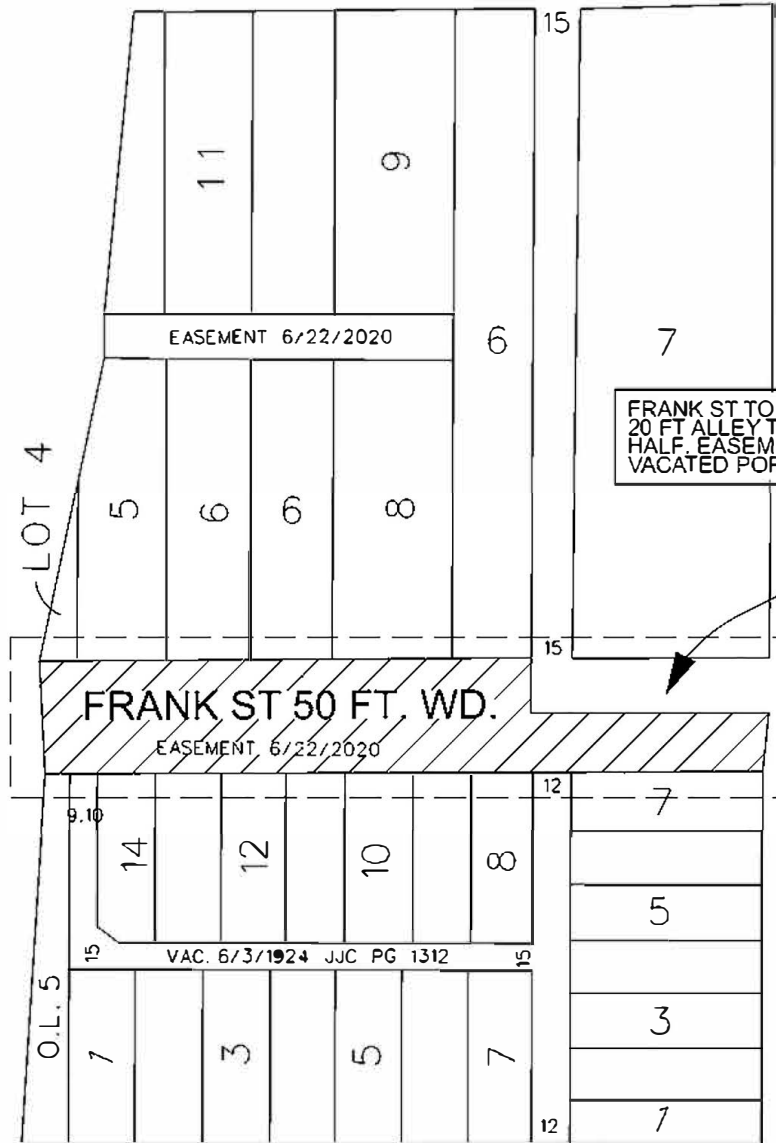 15
11
9
EASEMENT 6/22/2020
6
7
FRANK ST TO
20 FT ALLEY
HALF. EASEM
VACATED POR
LOT 4
5
6
6
8
15
FRANK ST 50 FT. WD.
EASEMENT 6/22/2020
12
9.10
14
12
10
8
7
5
15
VAC. 6/3/1924 JJC PG 1312
15
O.L. 5
1
3
5
7
3
12
1